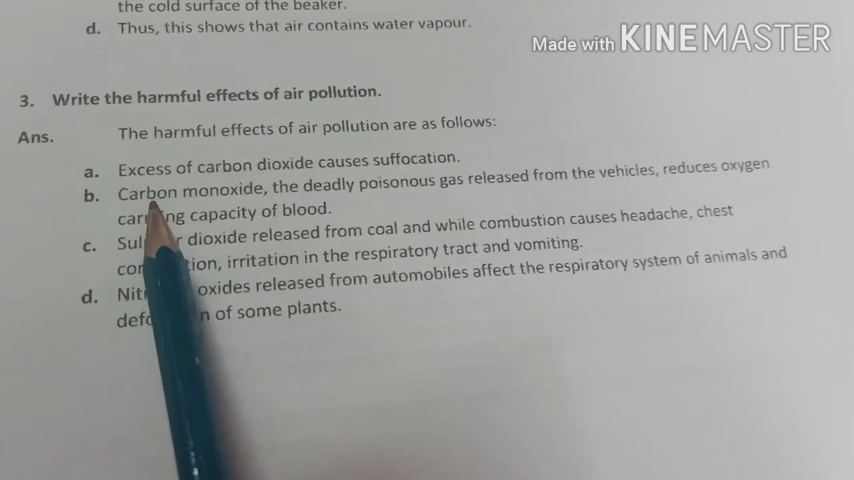 the cold surface of the beaker.
d. Thus, this shows that air contains water vapour.
Made with KINEMASTER
3. Write the harmful effects of air pollution.
Ans. The harmful effects of air pollution are as follows:
a. Excess of carbon dioxide causes suffocation.
b. Carbon monoxide, the deadly poisonous gas released from the vehicles, reduces oxygen
capacity of blood.
c. dioxide released from coal and while combustion causes headache, chest
irritation in the respiratory tract and vomiting.
d. oxides released from automobiles affect the respiratory system of animals and
of some plants.